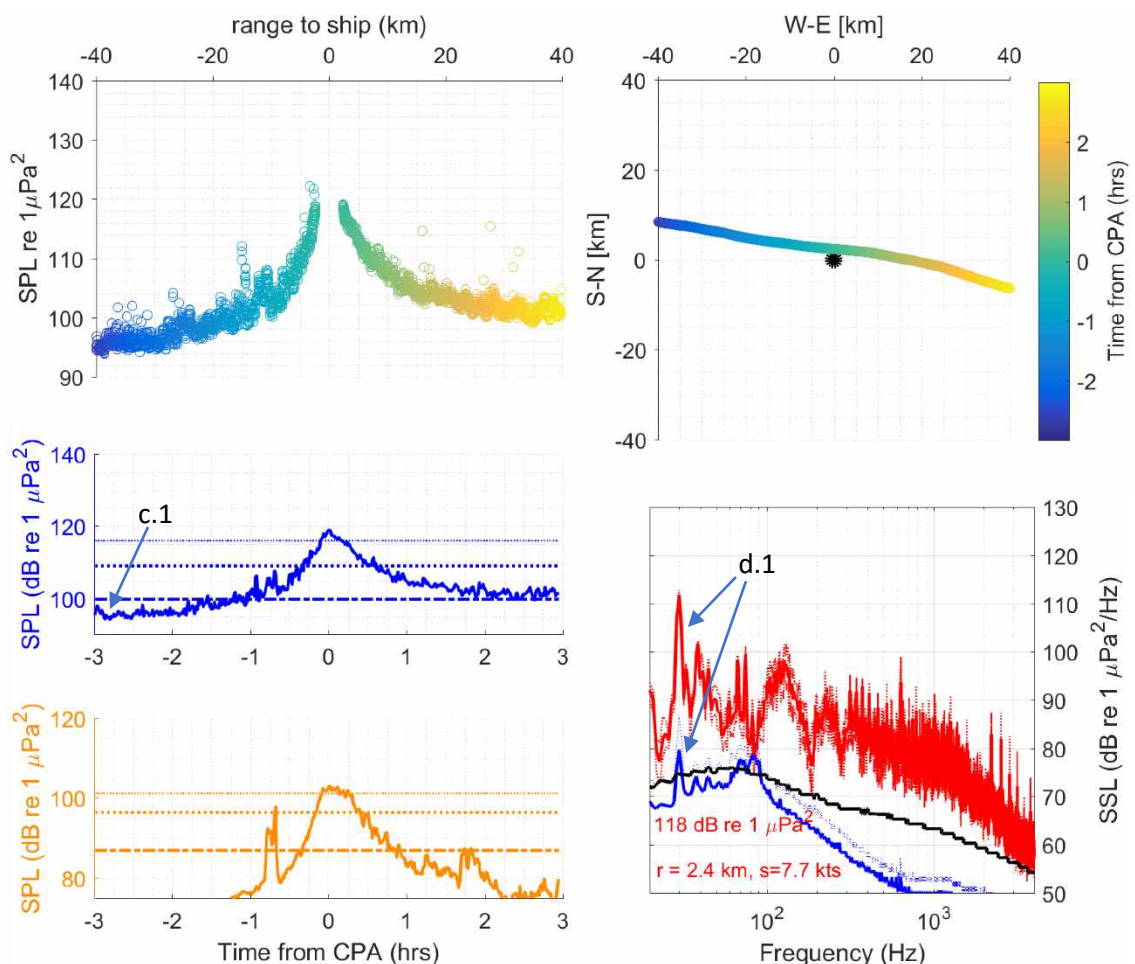 range to ship (km)
-40 -20 0 20 40
140
130
120
110
100
90
SPL re 1μPa²
W-E [km]
-40 -20 0 20 40
40
20
0
-20
-40
S-N [km]
2
1
0
-1
-2
Time from CPA (hrs)
140
120
100
80
SPL (dB re 1 μPa²)
c.1
-3 -2 -1 0 1 2 3
120
100
80
SPL (dB re 1 μPa²)
-3 -2 -1 0 1 2 3
Time from CPA (hrs)
d.1
130
120
110
100
90
80
70
60
50
SSL (dB re 1 μPa²/Hz)
118 dB re 1 μPa²
r = 2.4 km, s=7.7 kts
10² 10³
Frequency (Hz)